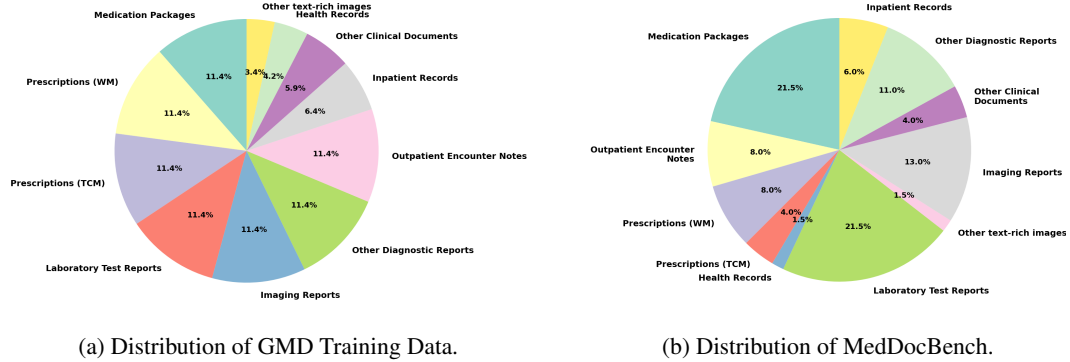 Other text-rich images
Health Records
Medication Packages
Other Clinical Documents
Prescriptions (WM)
Inpatient Records
3.4%
4.2%
11.4%
5.9%
11.4%
6.4%
11.4%
Outpatient Encounter Notes
Prescriptions (TCM)
11.4%
11.4%
11.4%
11.4%
Other Diagnostic Reports
Laboratory Test Reports
Imaging Reports
(a) Distribution of GMD Training Data.
Inpatient Records
Medication Packages
Other Diagnostic Reports
6.0%
21.5%
11.0%
Other Clinical
Documents
4.0%
Outpatient Encounter
Notes
8.0%
13.0%
Imaging Reports
8.0%
1.5%
Prescriptions (WM)
4.0%
1.5%
21.5%
Other text-rich images
Prescriptions (TCM)
Health Records
Laboratory Test Reports
(b) Distribution of MedDocBench.